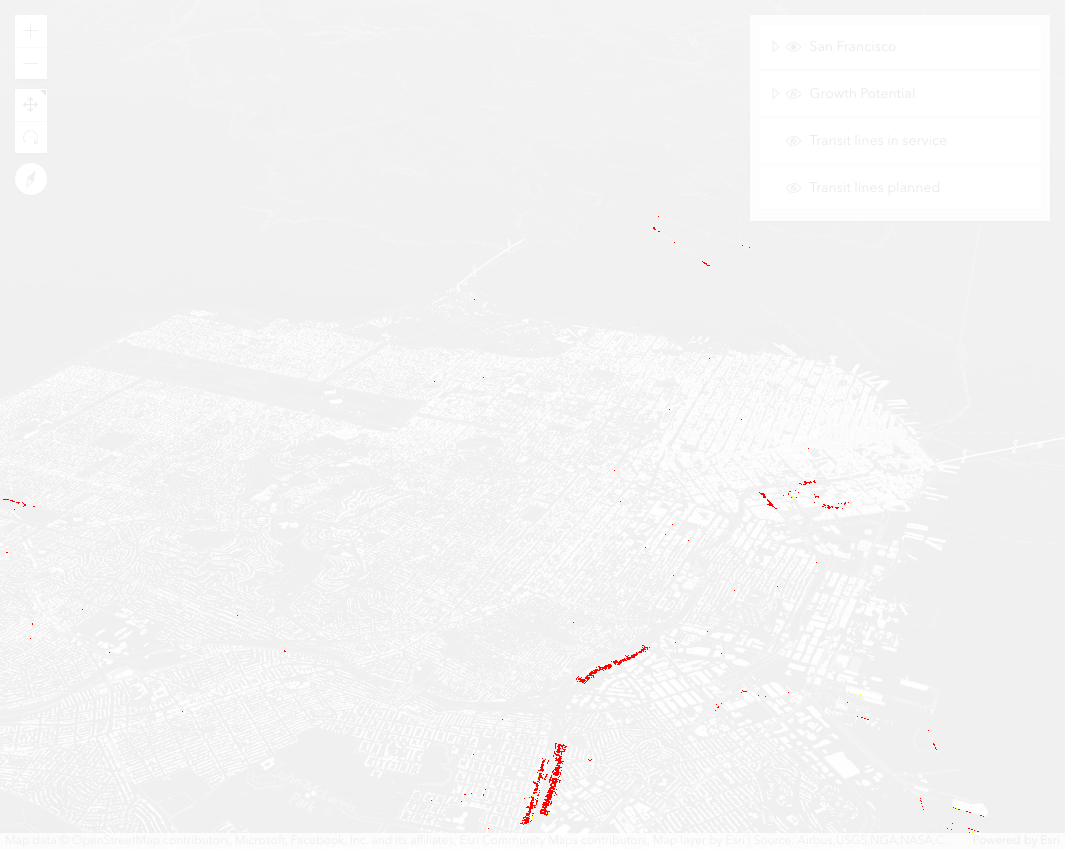 San Francisco
Growth Potential
Transit lines in service
Transit lines planned
Map data © OpenStreetMap contributors, Microsoft, Facebook, Inc. and its affiliates, Esri Community Maps contributors, Map layer by Esri | Source: Airbus,USGS,NGA,NASA,C... Powered by Esri